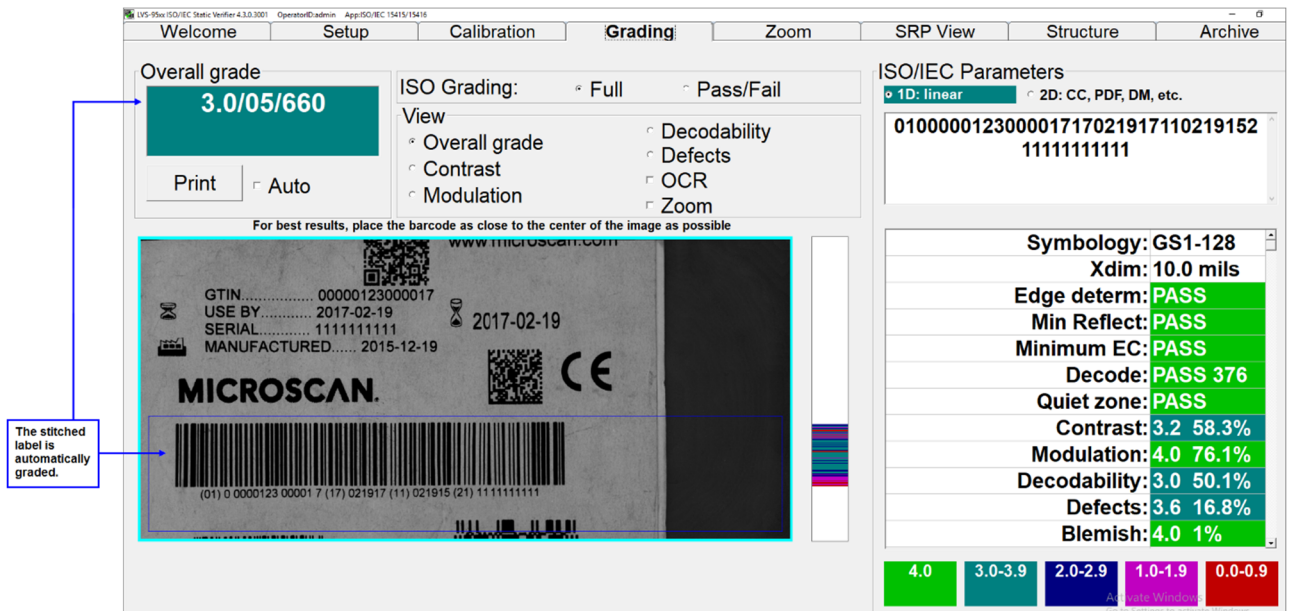 LVS-95xx ISO/IEC Static Verifier 4.3.0.3001 OperatorID:admin App:ISO/IEC 15415/15416
Welcome Setup Calibration Grading Zoom SRP View Structure Archive
Overall grade
3.0/05/660
Print Auto
ISO Grading: Full Pass/Fail
View
Overall grade
Contrast
Modulation
Decodability
Defects
OCR
Zoom
For best results, place the barcode as close to the center of the image as possible
www.microscan.com
GTIN................. 00000123000017
USE BY............ 2017-02-19
SERIAL............ 1111111111
MANUFACTURED...... 2015-12-19
2017-02-19
CE
MICROSCAN.
(01) 0 0000123 00001 7 (17) 021917 (11) 021915 (21) 1111111111
The stitched
label is
automatically
graded.
ISO/IEC Parameters
1D: linear 2D: CC, PDF, DM, etc.
010000012300001717021917110219152
11111111111
Symbology: GS1-128
Xdim: 10.0 mils
Edge determ: PASS
Min Reflect: PASS
Minimum EC: PASS
Decode: PASS 376
Quiet zone: PASS
Contrast: 3.2 58.3%
Modulation: 4.0 76.1%
Decodability: 3.0 50.1%
Defects: 3.6 16.8%
Blemish: 4.0 1%
4.0 3.0-3.9 2.0-2.9 1.0-1.9 0.0-0.9
Activate Windows